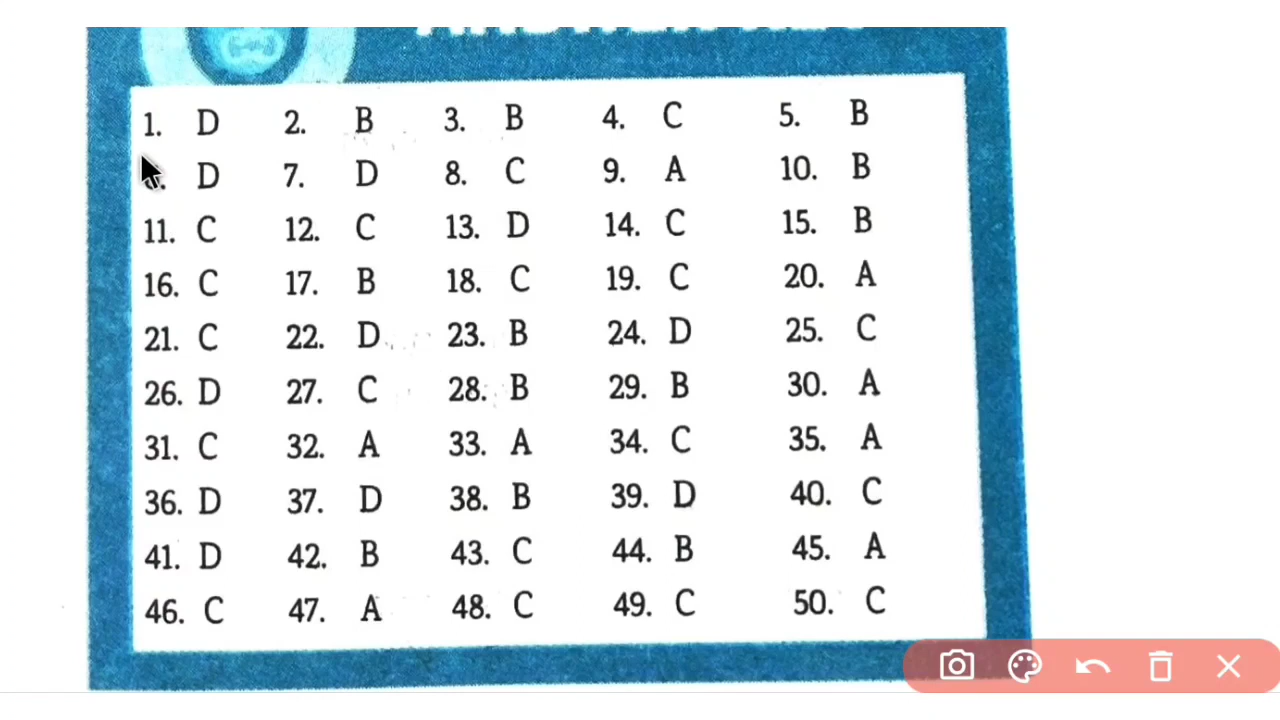 1. D 2. B 3. B 4. C 5. B
D 7. D 8. C 9. A 10. B
11. C 12. C 13. D 14. C 15. B
16. C 17. B 18. C 19. C 20. A
21. C 22. D 23. B 24. D 25. C
26. D 27. C 28. B 29. B 30. A
31. C 32. A 33. A 34. C 35. A
36. D 37. D 38. B 39. D 40. C
41. D 42. B 43. C 44. B 45. A
46. C 47. A 48. C 49. C 50. C